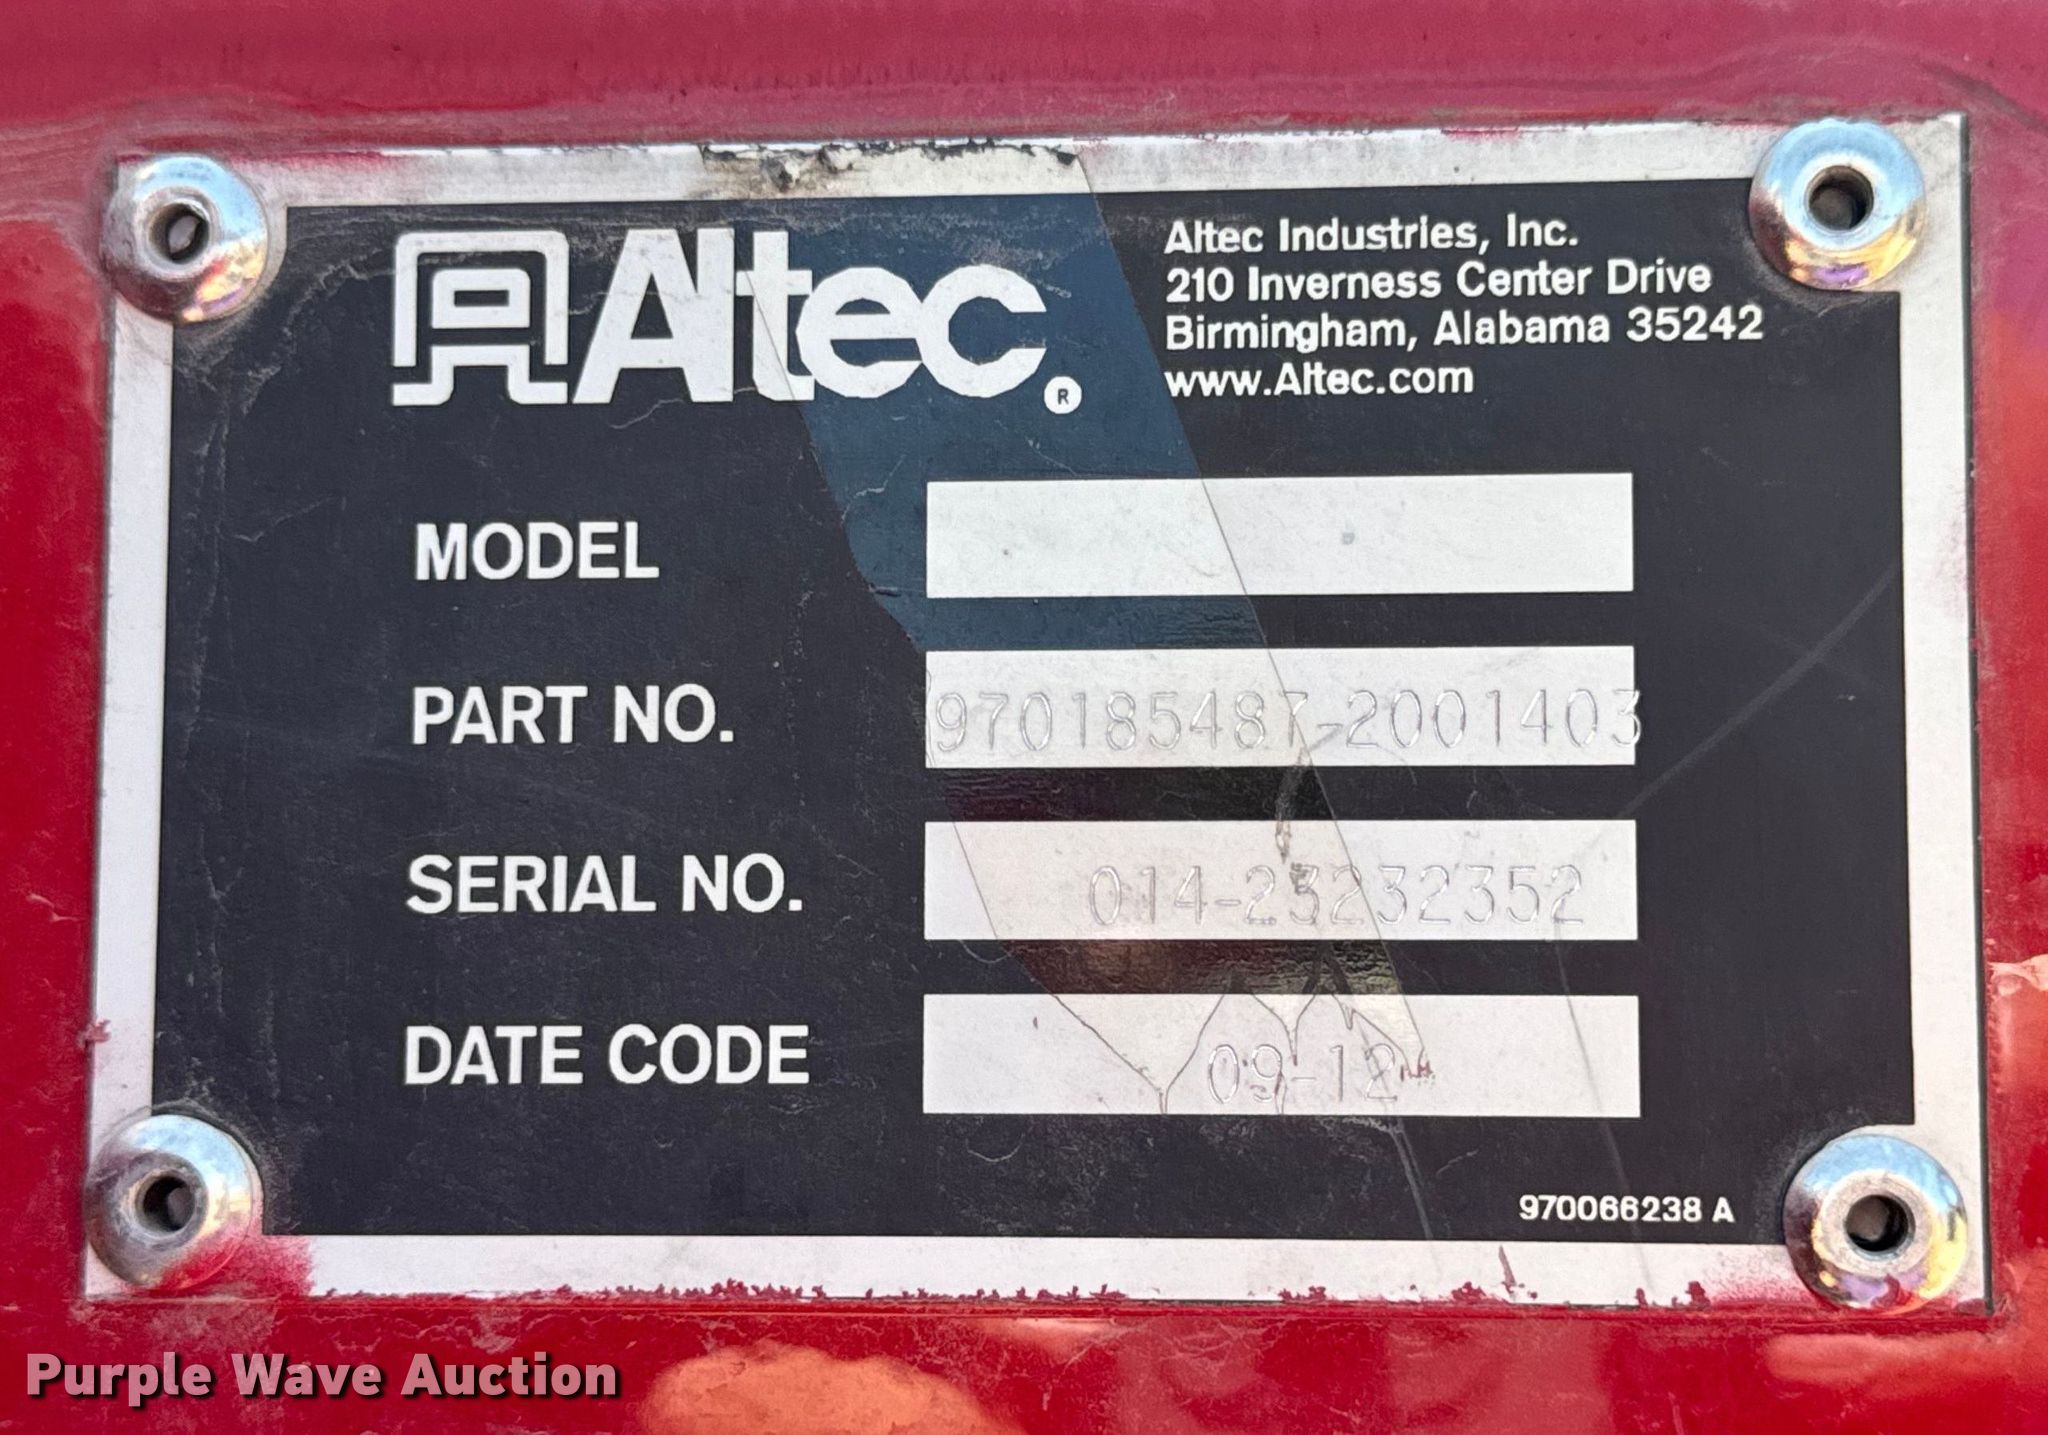 Altec®
Altec Industries, Inc.
210 Inverness Center Drive
Birmingham, Alabama 35242
www.Altec.com
MODEL
PART NO. 970185487-2001403
SERIAL NO. 014-23232352
DATE CODE 09-12
970066238 A
Purple Wave Auction